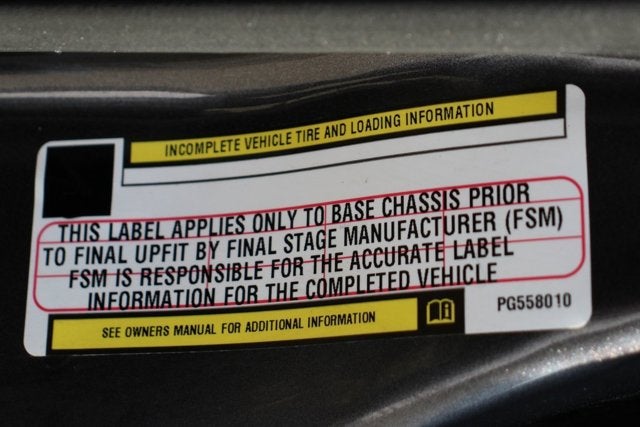 INCOMPLETE VEHICLE TIRE AND LOADING INFORMATION
THIS LABEL APPLIES ONLY TO BASE CHASSIS PRIOR
TO FINAL UPFIT BY FINAL STAGE MANUFACTURER (FSM)
FSM IS RESPONSIBLE FOR THE ACCURATE LABEL
INFORMATION FOR THE COMPLETED VEHICLE
SEE OWNERS MANUAL FOR ADDITIONAL INFORMATION
PG558010